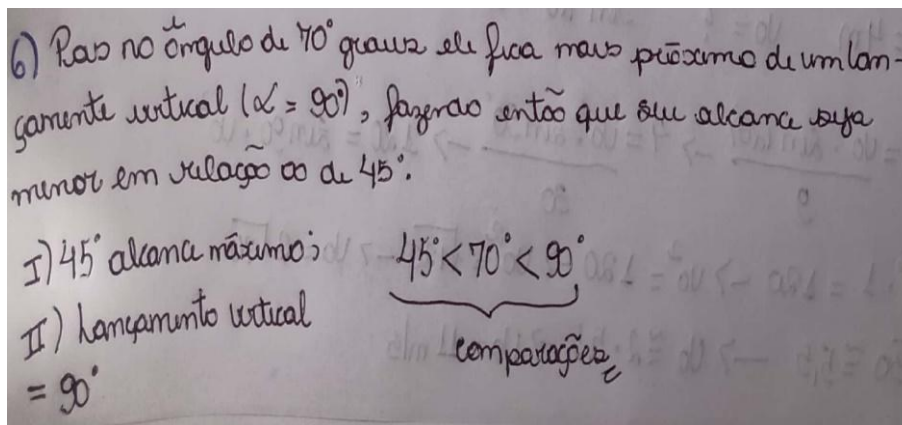 6) Pois no ângulo de 70° graus ele fica mais próximo de um lan-
çamente vertical (α = 90°), fazendo então que seu alcance seja
menor em relação ao de 45°.
I) 45° alcance máximo;
45° < 70° < 90°
II) Lançamento vertical
= 90°
comparações